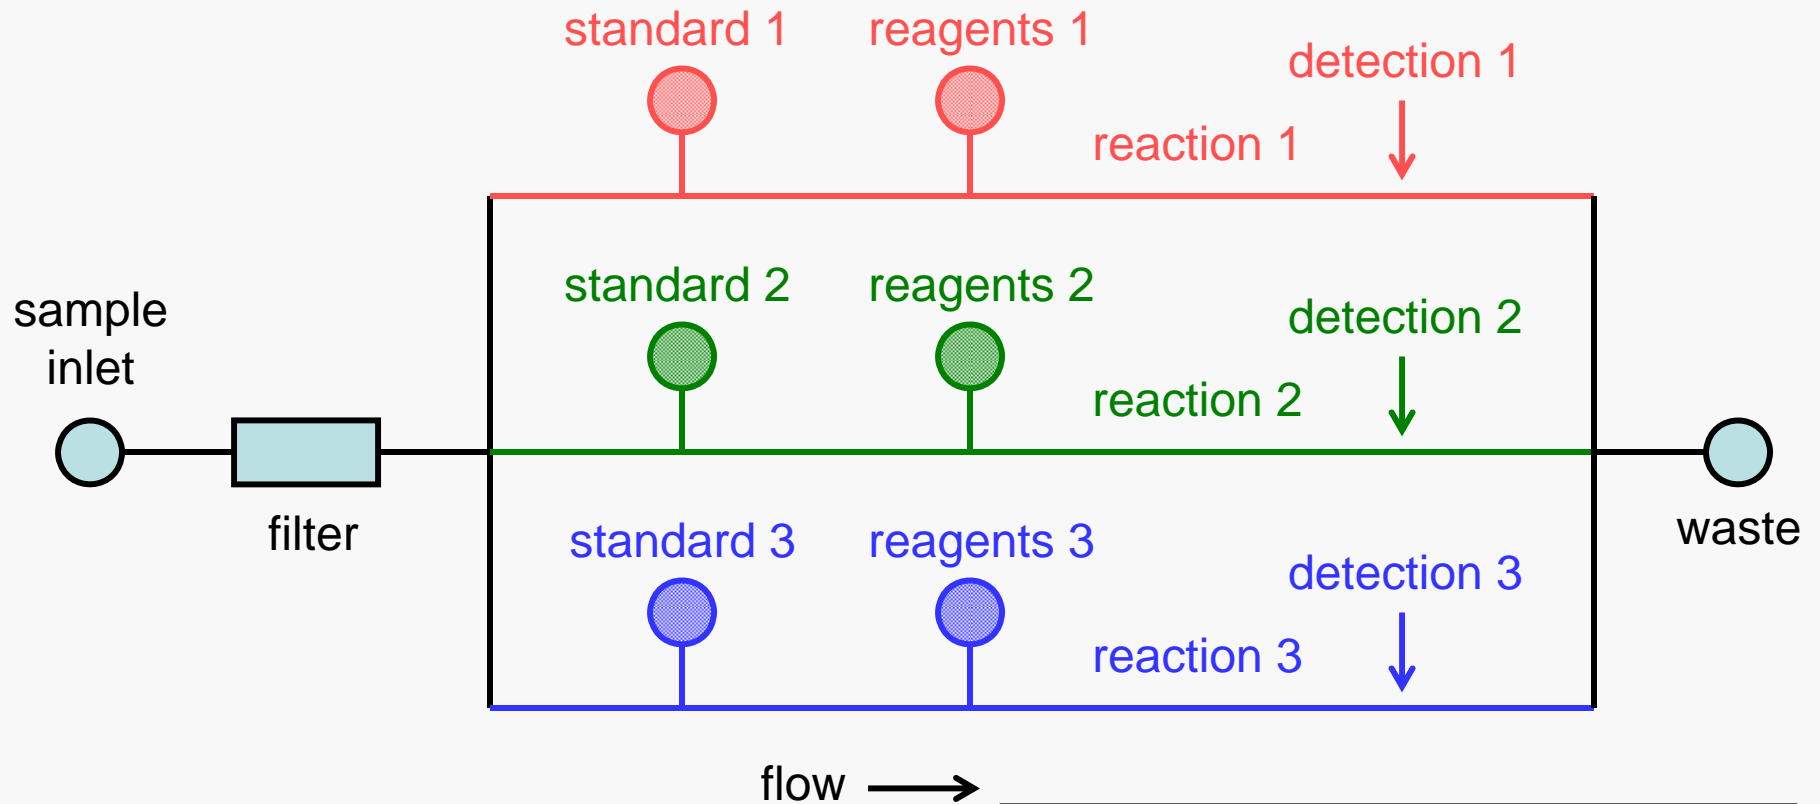 standard 1
reagents 1
detection 1
reaction 1
standard 2
reagents 2
detection 2
reaction 2
sample
inlet
filter
waste
standard 3
reagents 3
detection 3
reaction 3
flow